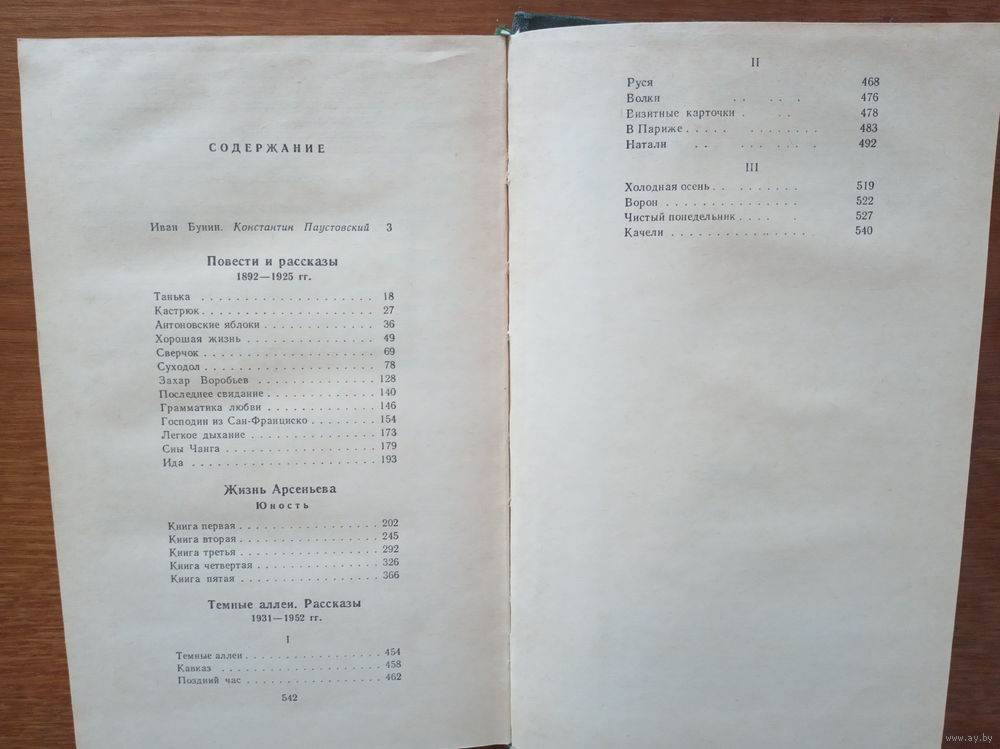 СОДЕРЖАНИЕ
Иван Бунин. Константин Паустовский 3
Повести и рассказы
1892—1925 гг.
Танька . . . . . . . . . . . . . . . . . . . . 18
Кастрюк . . . . . . . . . . . . . . . . . . . . 27
Антоновские яблоки . . . . . . . . . . . . . 36
Хорошая жизнь . . . . . . . . . . . . . . . 49
Сверчок . . . . . . . . . . . . . . . . . . . . 69
Суходол . . . . . . . . . . . . . . . . . . . . 78
Захар Воробьев . . . . . . . . . . . . . . 128
Последнее свидание . . . . . . . . . . . . . 140
Грамматика любви . . . . . . . . . . . . . 146
Господин из Сан-Франциско . . . . . . . . 154
Легкое дыхание . . . . . . . . . . . . . . 173
Сны Чанга . . . . . . . . . . . . . . . . . . 179
Ида . . . . . . . . . . . . . . . . . . . . . . 193
Жизнь Арсеньева
Юность
Книга первая . . . . . . . . . . . . . . . . 202
Книга вторая . . . . . . . . . . . . . . . . 245
Книга третья . . . . . . . . . . . . . . . . 292
Книга четвертая . . . . . . . . . . . . . . 326
Книга пятая . . . . . . . . . . . . . . . . 366
Темные аллеи. Рассказы
1931—1952 гг.
I
Темные аллеи . . . . . . . . . . . . . . . . 454
Кавказ . . . . . . . . . . . . . . . . . . . 458
Поздний час . . . . . . . . . . . . . . . . 462
542
II
Руся 468
Волки . . . . . 476
Визитные карточки . . . 478
В Париже . . . . . . . . . . . . 483
Натали . . . . . . . . 492
III
Холодная осень . . . . . . . . . 519
Ворон . . . . . . . . . . . . . . . 522
Чистый понедельник . . . . . 527
Качели . . . . . . . . . . . . . . . 540
www.ay.by